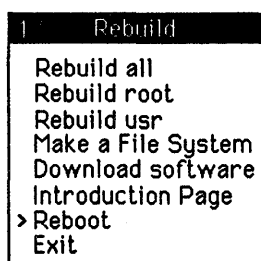 1 Rebuild
Rebuild all
Rebuild root
Rebuild usr
Make a File System
Download software
Introduction Page
> Reboot
Exit